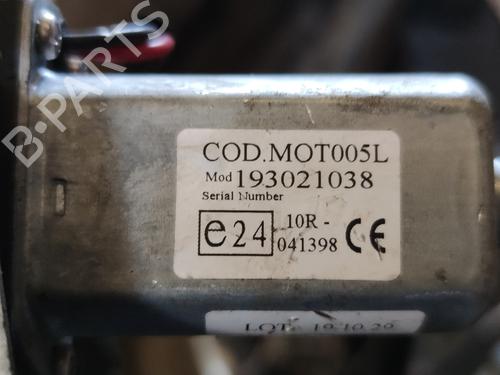 B-PARTS
COD.MOT005L
Mod 193021038
Serial Number
e24
10R -
041398
CE
LOT: 19.10.29